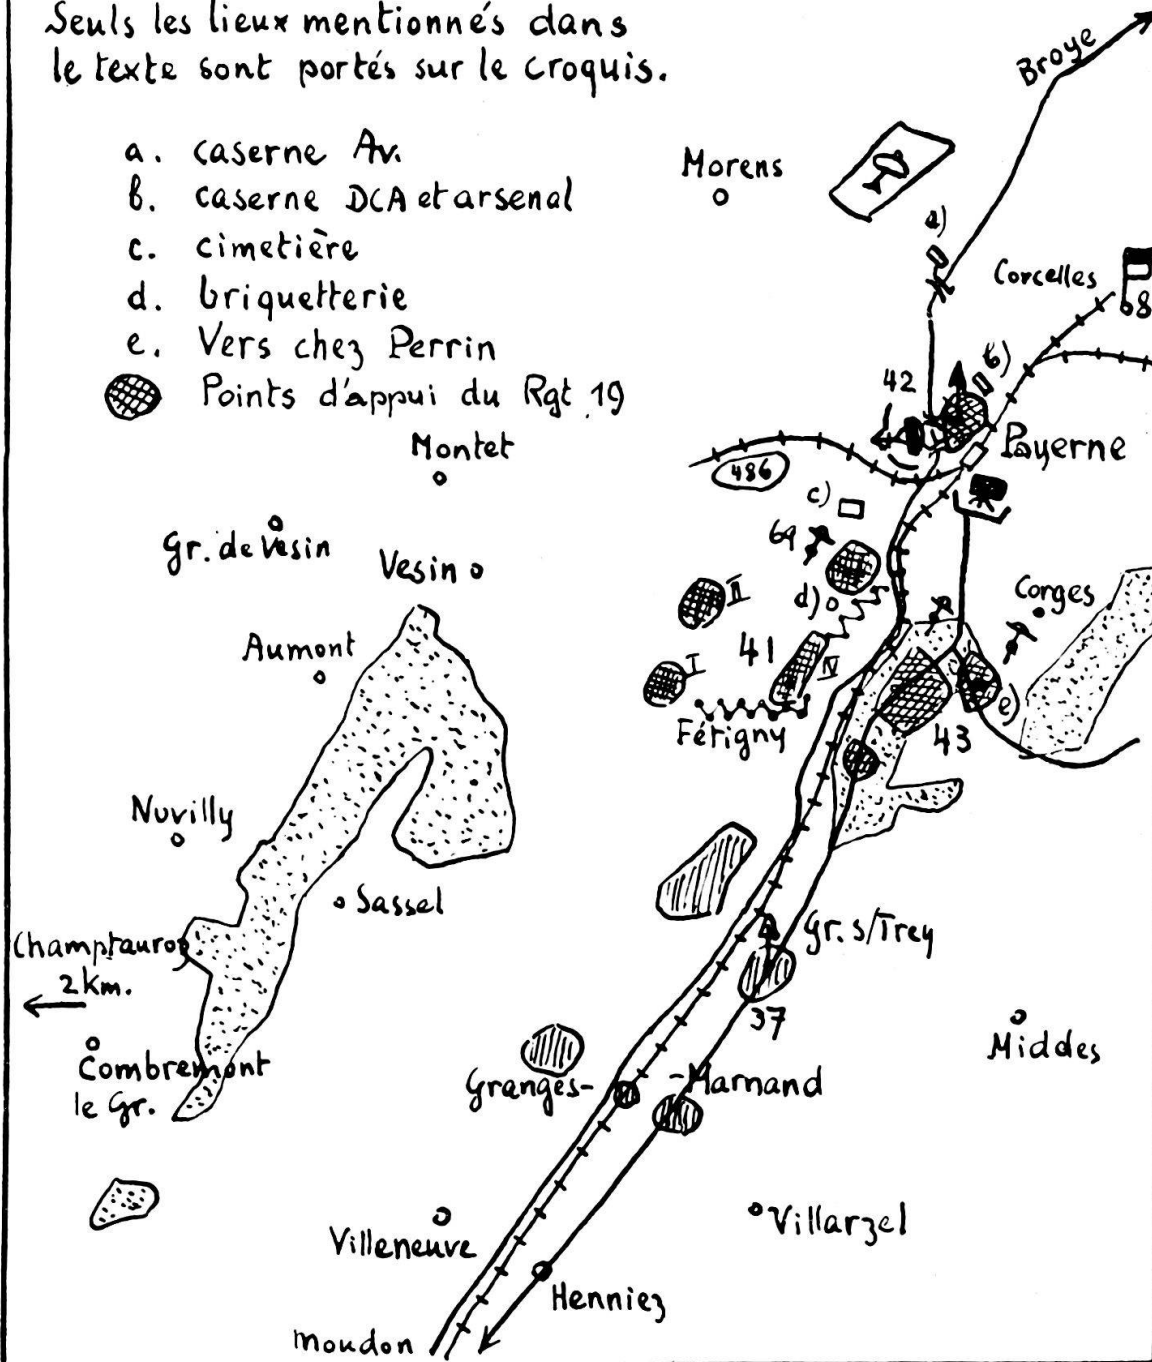 Seuls les lieux mentionnés dans
le texte sont portés sur le croquis.
a. caserne Av.
b. caserne DCA et arsenal
c. cimetière
d. briquetterie
e. Vers chez Perrin
Points d'appui du Rgt 19
Broye
Morens
a)
Corcelles
68
b)
42
Payerne
Montet
486
c)
Gr. de Vesin
69
Vesin
II
d)
Corges
Aumont
41
I
IV
e)
Fétigny
43
Nuvilly
Sassel
Gr. s/Trey
Champtauroz
2 km.
37
Middes
Combremont
le Gr.
Granges-
-Marnand
Villarzel
Villeneuve
Henniez
Moudon